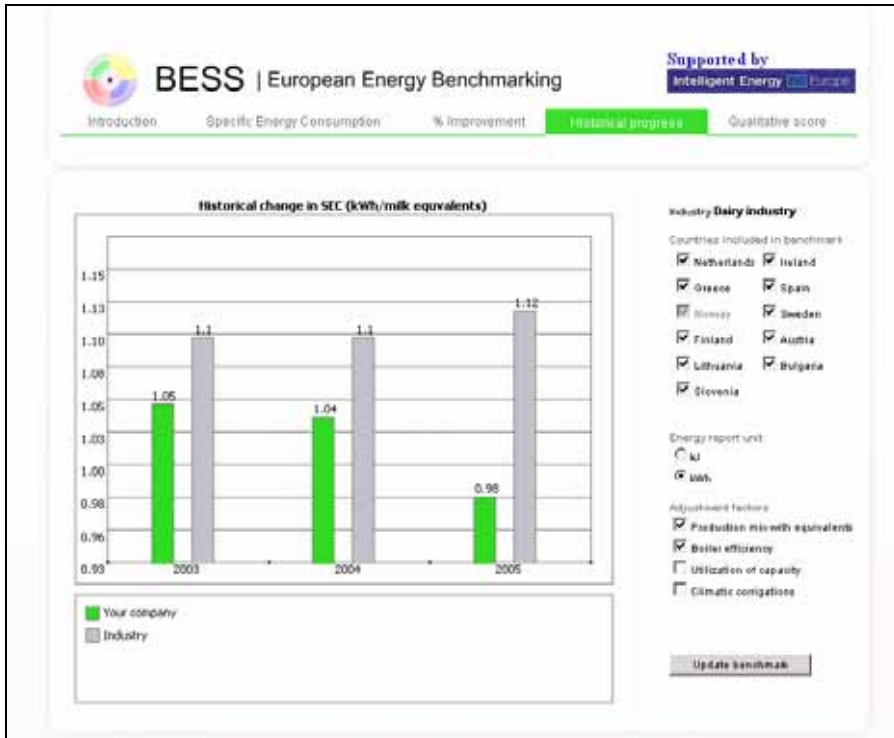 Supported by
BESS | European Energy Benchmarking
Intelligent Energy Europe
Introduction Specific Energy Consumption % Improvement Historical progress Qualitative score
Historical change in SEC (kWh/milk equvalents)
1.15
1.13
1.10
1.08
1.05
1.03
1.00
0.98
0.96
0.93
1.05
1.1
1.04
1.1
0.98
1.12
2003 2004 2005
Your company
Industry
Industry Dairy industry
Countries included in benchmark
Netherlands Ireland
Greece Spain
Norway Sweden
Finland Austria
Lithuania Bulgaria
Slovenia
Energy report unit:
kJ
kWh
Adjustment factors
Production mix with equivalents
Boiler efficiency
Utilization of capacity
Climatic corrigations
Update benchmark